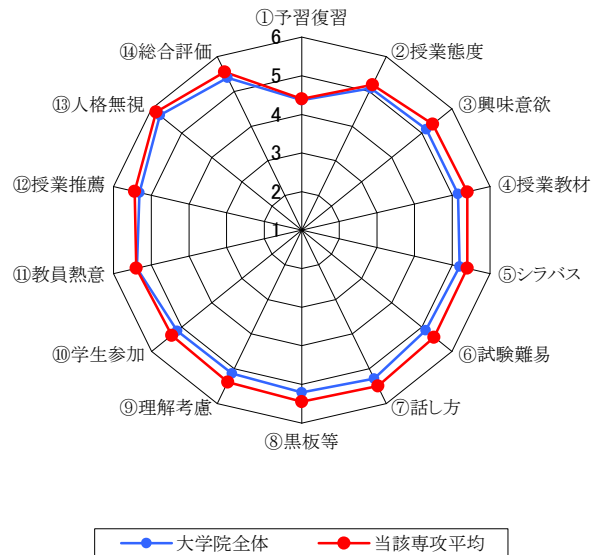 ①予習復習
②授業態度
③興味意欲
④授業教材
⑤シラバス
⑥試験難易
⑦話し方
⑧黒板等
⑨理解考慮
⑩学生参加
⑪教員熱意
⑫授業推薦
⑬人格無視
⑭総合評価
6
5
4
3
2
1
大学院全体
当該専攻平均